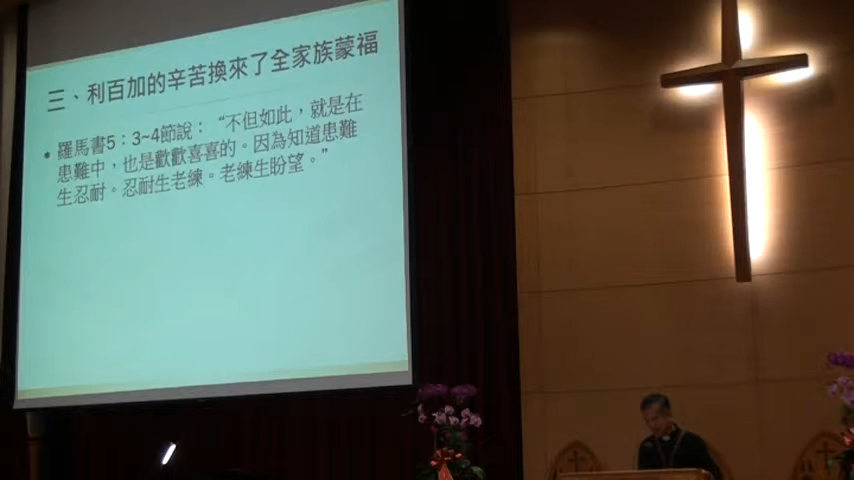 三、利百加的辛苦換來了全家族蒙福
• 羅馬書5：3~4節說：“不但如此，就是在
患難中，也是歡歡喜喜的。因為知道患難
生忍耐。忍耐生老練。老練生盼望。”